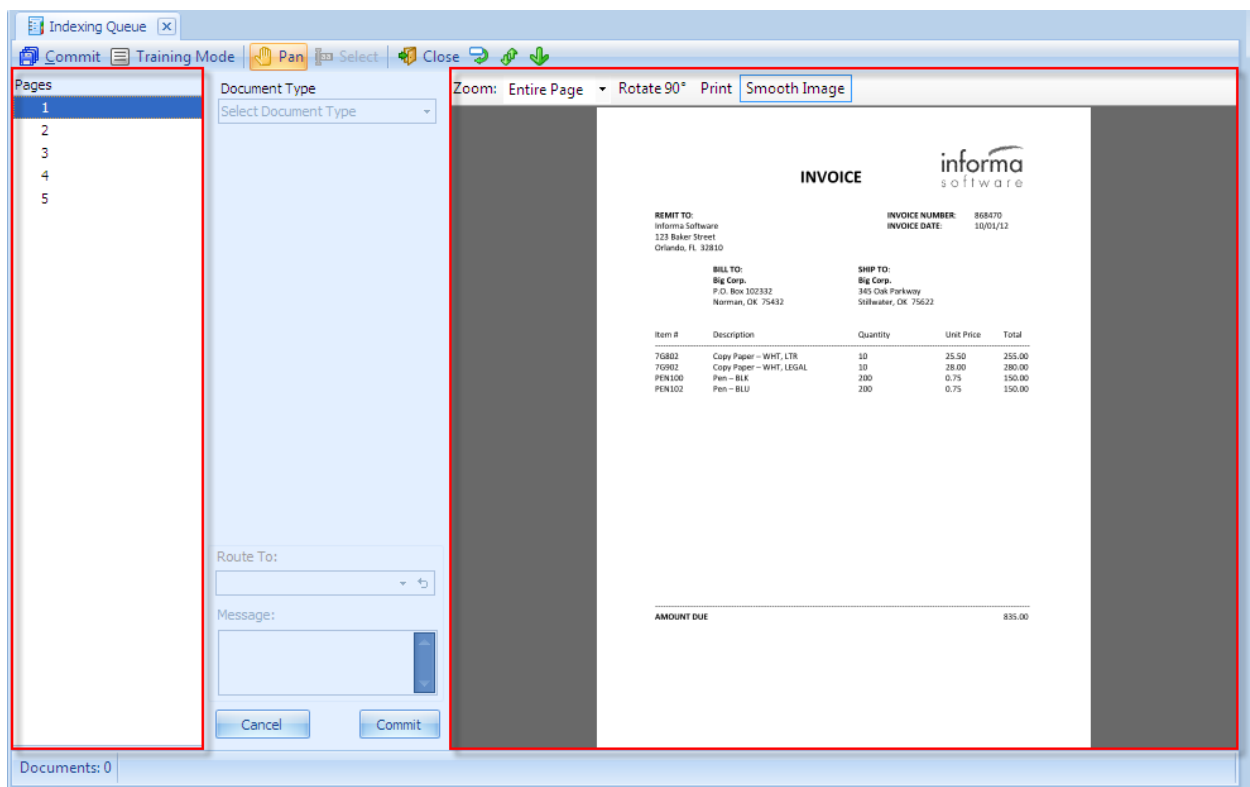 Indexing Queue
Commit Training Mode Pan Select Close
Pages
1
2
3
4
5
Document Type
Select Document Type
Route To:
Message:
Cancel Commit
Zoom: Entire Page Rotate 90° Print Smooth Image
informa
software
INVOICE
REMIT TO:
Informa Software
123 Baker Street
Orlando, FL 32810
INVOICE NUMBER: 868470
INVOICE DATE: 10/01/12
BILL TO:
Big Corp.
P.O. Box 102332
Norman, OK 75432
SHIP TO:
Big Corp.
345 Oak Parkway
Stillwater, OK 75622
Item # Description Quantity Unit Price Total
7G802 Copy Paper – WHT, LTR 10 25.50 255.00
7G902 Copy Paper – WHT, LEGAL 10 28.00 280.00
PEN100 Pen – BLK 200 0.75 150.00
PEN102 Pen – BLU 200 0.75 150.00
AMOUNT DUE 835.00
Documents: 0